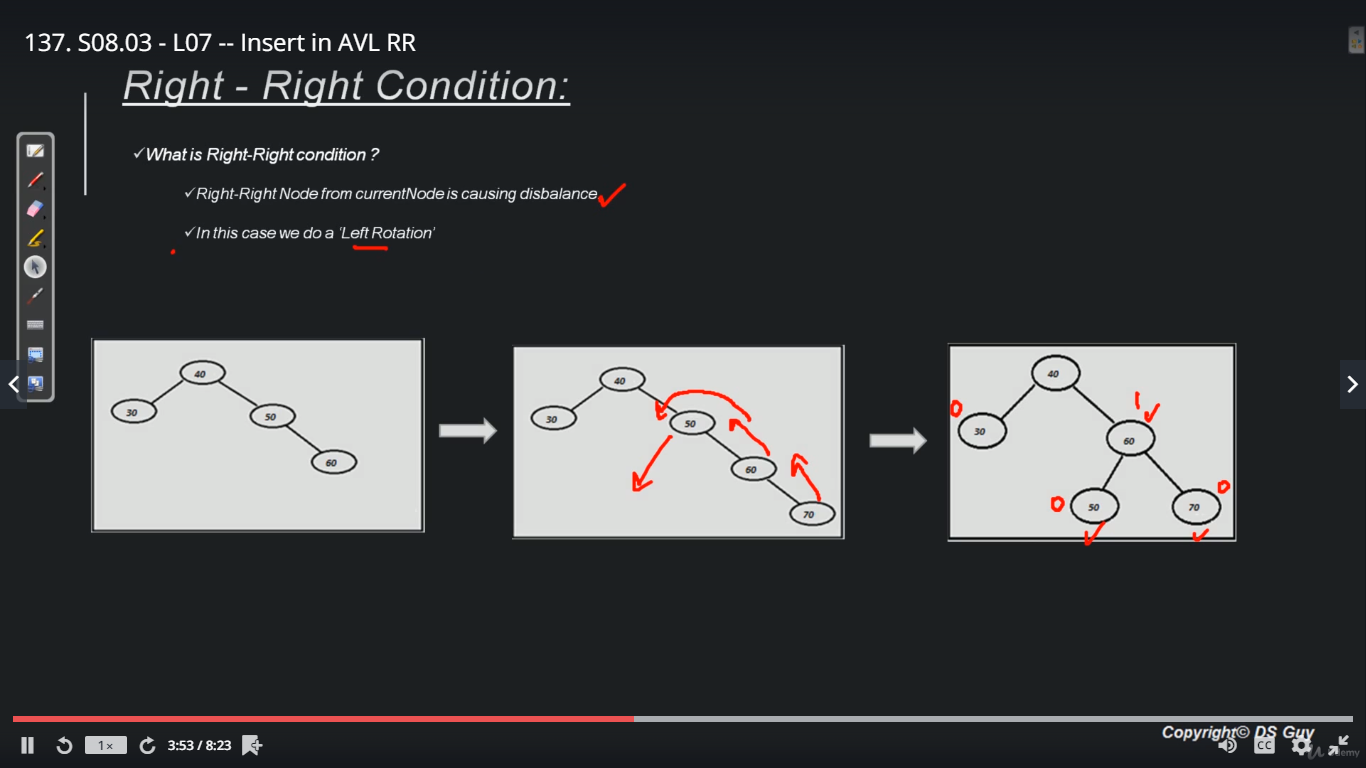 137. S08.03 - L07 -- Insert in AVL RR
Right - Right Condition:
✓What is Right-Right condition ?
✓Right-Right Node from currentNode is causing disbalance
✓In this case we do a 'Left Rotation'
40
30
50
60
40
30
50
60
70
40
0
30
1
60
0
50
70
0
Copyright© DS Guy
1×
3:53 / 8:23
CC